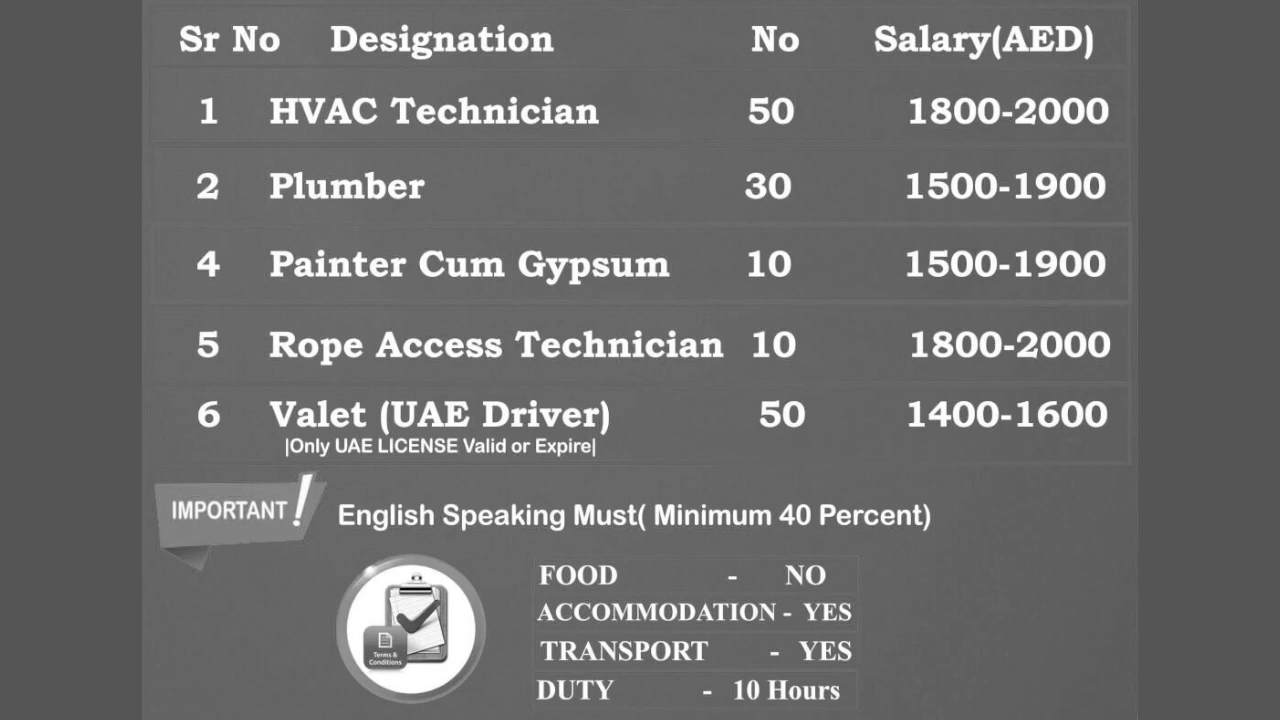 Sr No Designation No Salary(AED)
1 HVAC Technician 50 1800-2000
2 Plumber 30 1500-1900
4 Painter Cum Gypsum 10 1500-1900
5 Rope Access Technician 10 1800-2000
6 Valet (UAE Driver) 50 1400-1600
|Only UAE LICENSE Valid or Expire|
IMPORTANT! English Speaking Must( Minimum 40 Percent)
FOOD - NO
ACCOMMODATION - YES
TRANSPORT - YES
Terms &
Conditions
DUTY - 10 Hours